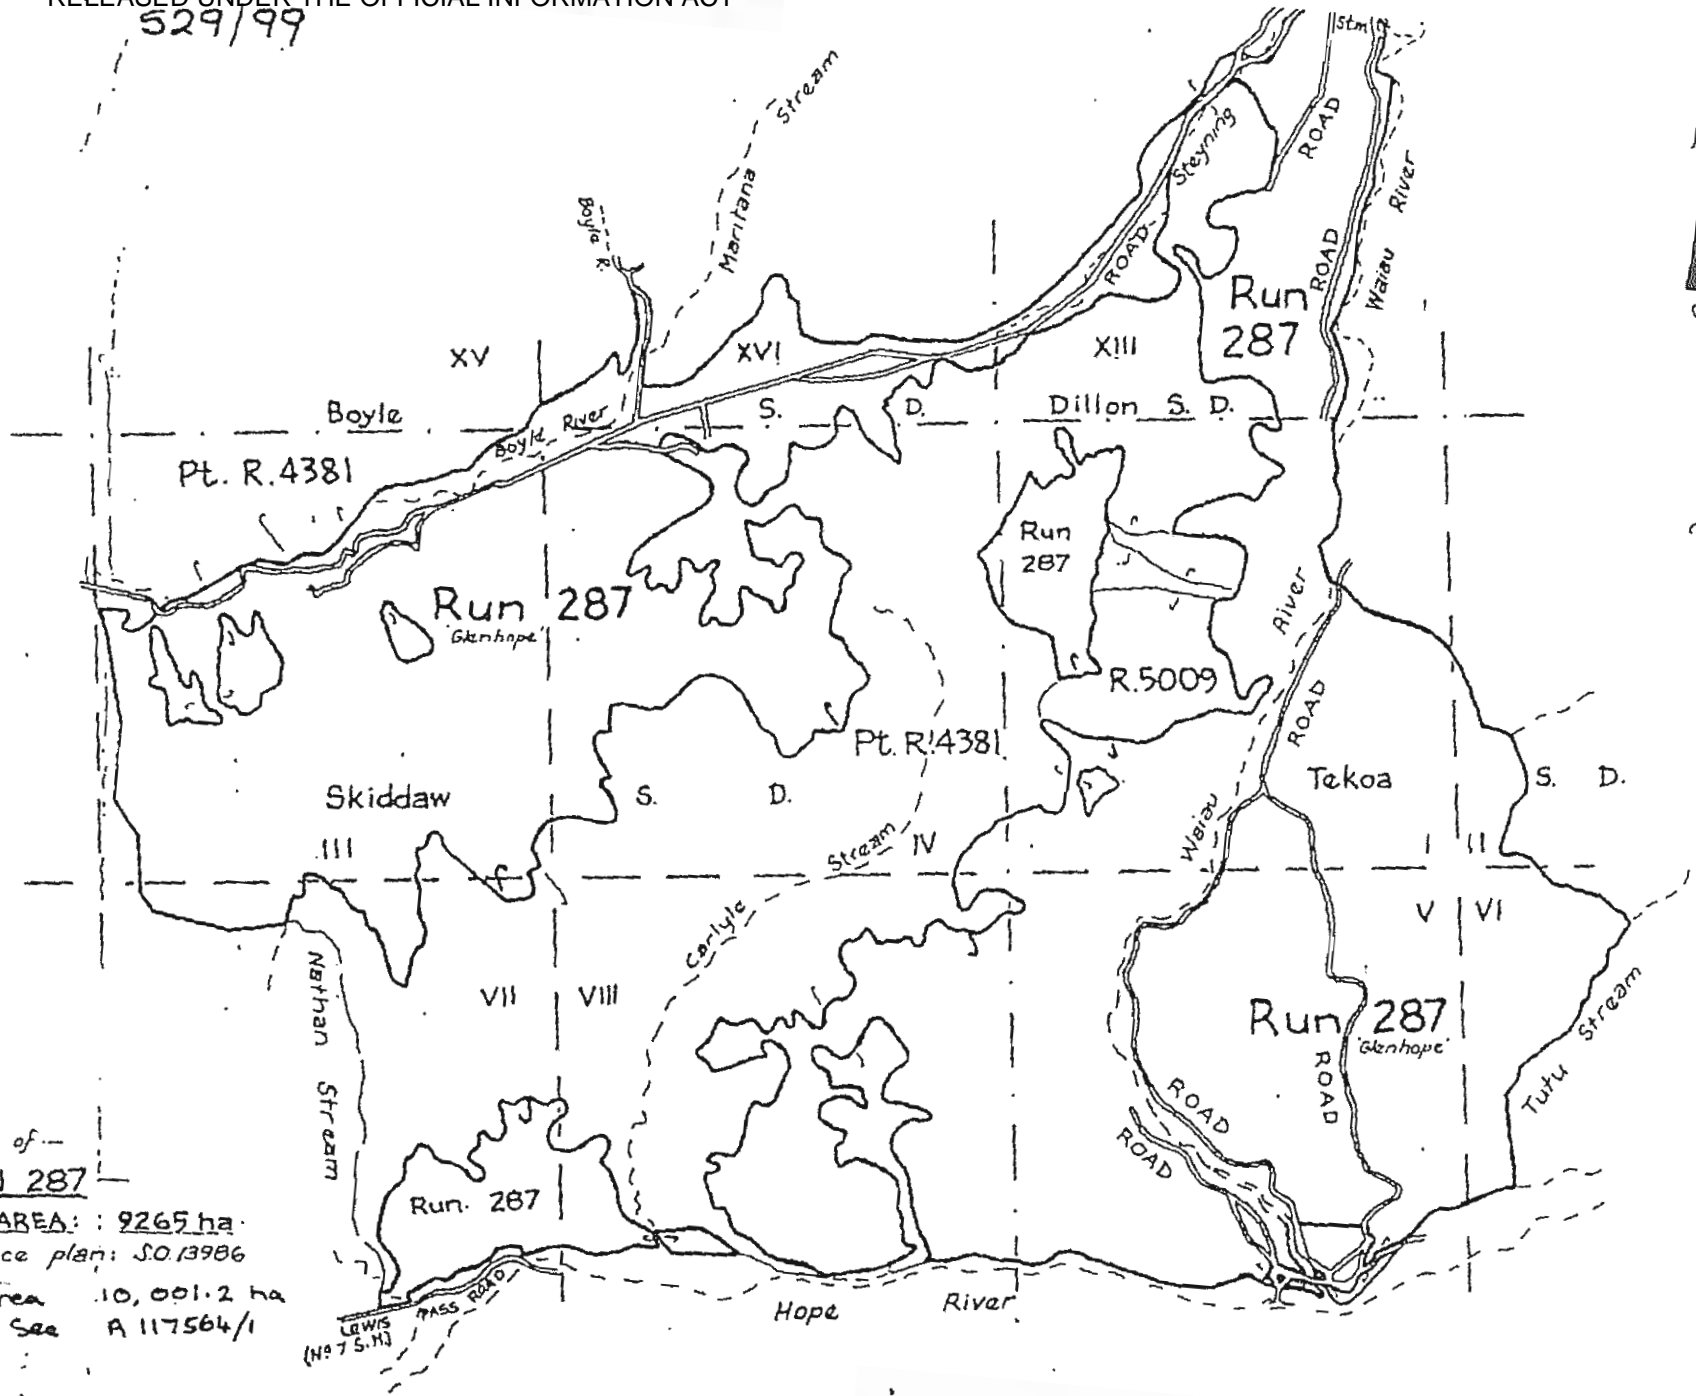 RELEASED UNDER THE OFFICIAL INFORMATION ACT
529/99
Stm
Stream
Maritana
Boyle R.
Steyning
ROAD
ROAD
River
Waiau
ROAD
Run
287
XV
XVI
XIII
Boyle
S.
D.
Dillon S. D.
Boyle River
Pt. R. 4381
Run
287
Run 287
'Glenhope'
River
R.5009
ROAD
Pt. R. 4381
Skiddaw
S.
D.
Tekoa
S. D.
Waiau
III
Stream
IV
I
II
Carlyle
V
VI
Nathan Stream
VII
VIII
Run 287
'Glenhope'
Stream
Tutu
ROAD
ROAD
ROAD
of:-
287
AREA: : 9265 ha.
ce plan: S.O. 13986
rea 10,001.2 ha
See A 117564/1
Run. 287
LEWIS PASS ROAD
(No 7 S.H.)
Hope River